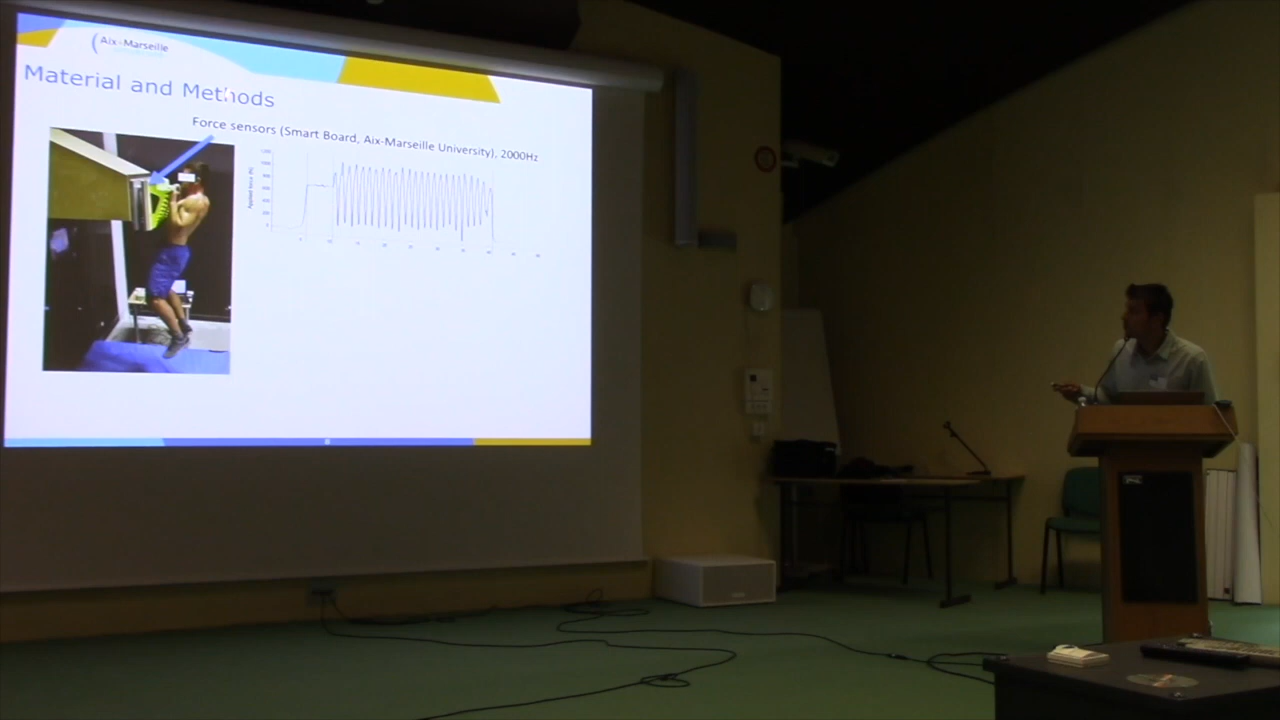 Aix*Marseille
Material and Methods
Force sensors (Smart Board, Aix-Marseille University), 2000Hz